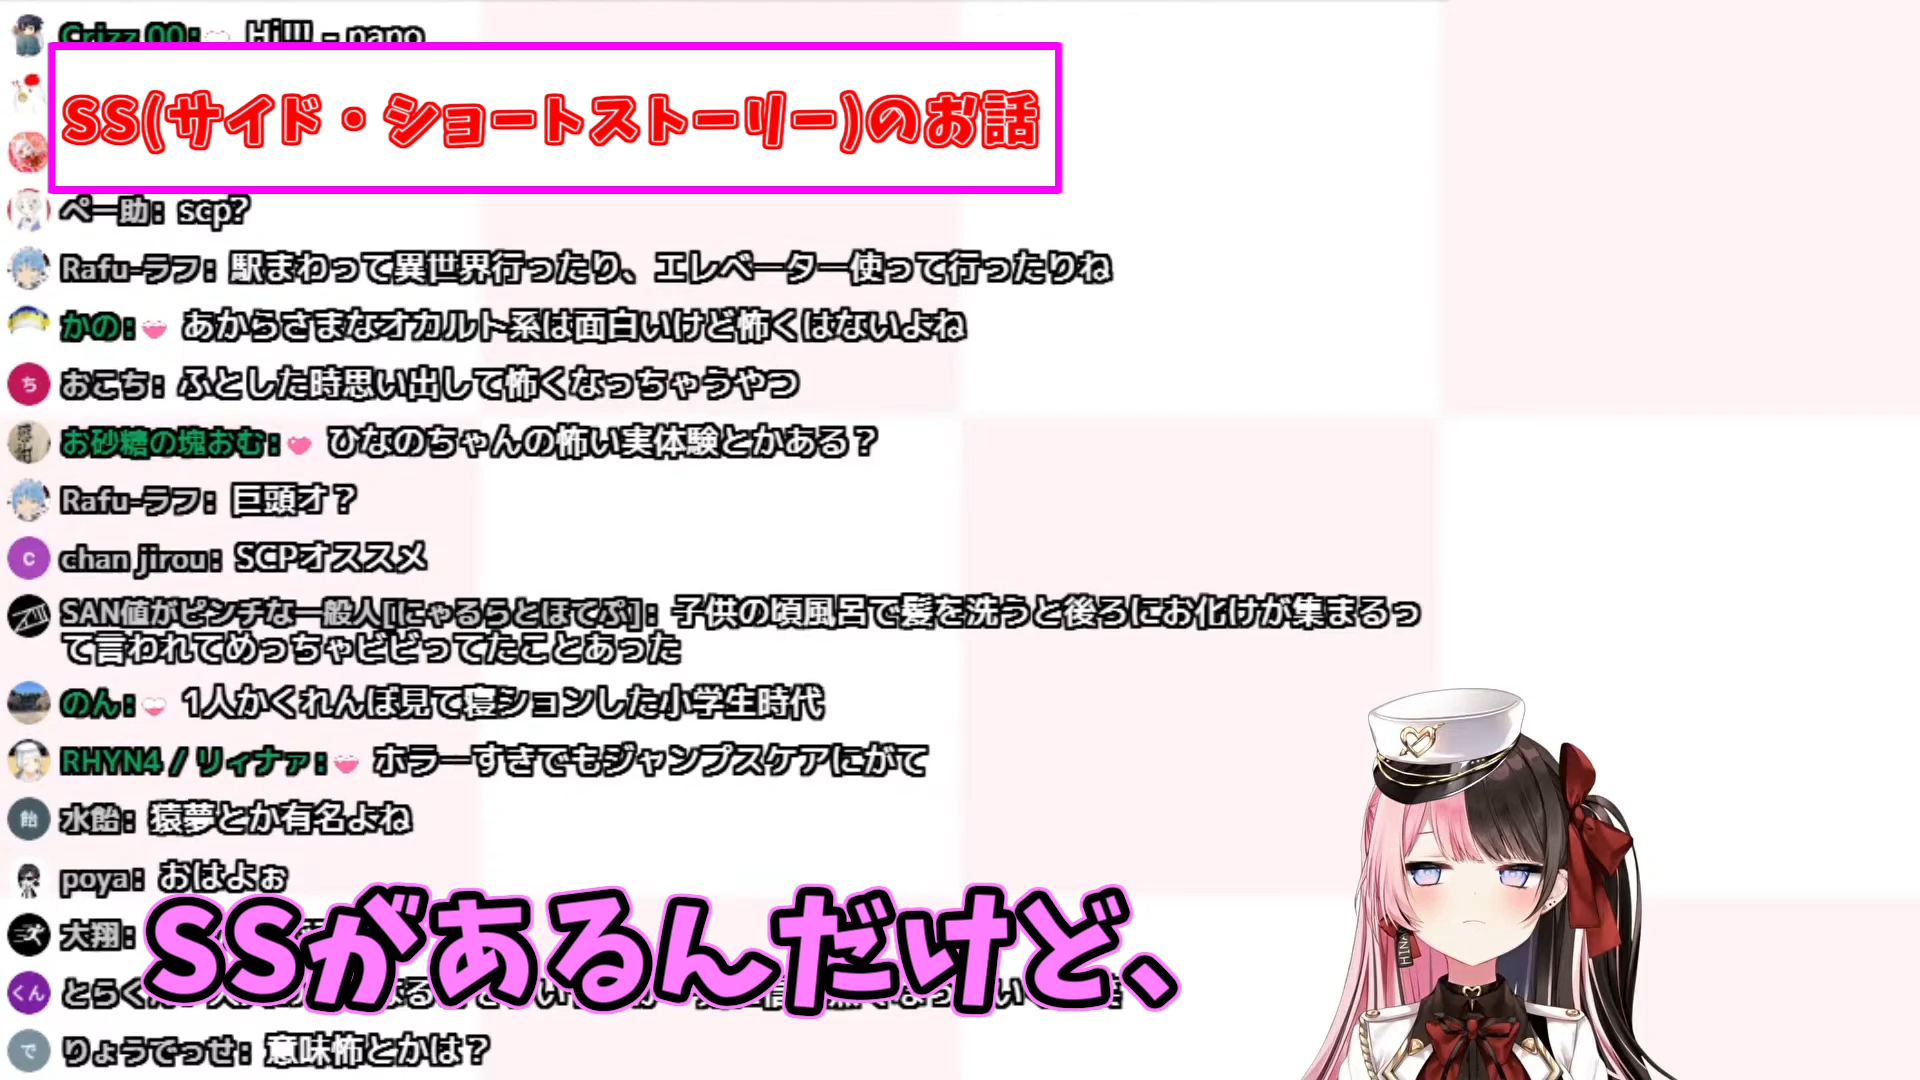 Crizz 00: Hi!!! - nano
SS(サイド・ショートストーリー)のお話
ぺー助: scp?
Rafu-ラフ: 駅まわって異世界行ったり、エレベーター使って行ったりね
かの: あからさまなオカルト系は面白いけど怖くはないよね
ち おこち: ふとした時思い出して怖くなっちゃうやつ
お砂糖の塊おむ: ひなのちゃんの怖い実体験とかある？
Rafu-ラフ: 巨頭オ？
C chan jirou: SCPオススメ
SAN値がピンチな一般人[にゃるらとほてぷ]: 子供の頃風呂で髪を洗うと後ろにお化けが集まるっ
て言われてめっちゃビビってたことあった
のん: 1人かくれんぼ見て寝ションした小学生時代
RHYN4 / リィナァ: ホラーすきでもジャンプスケアにがて
飴 水飴: 猿夢とか有名よね
poya: おはよぉ
大翔:
SSがあるんだけど、
くん とらく
で りょうでっせ: 意味怖とかは？
HINA